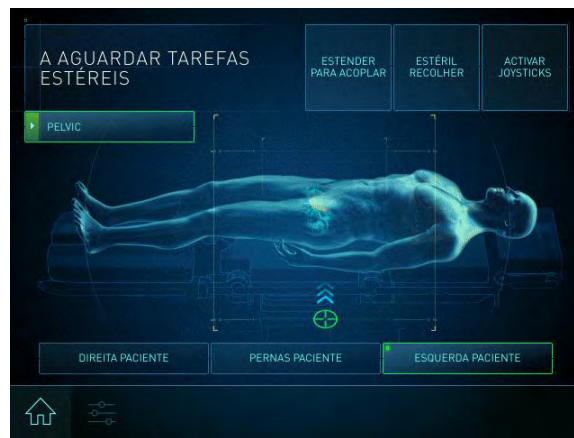 A AGUARDAR TAREFAS
ESTÉREIS
ESTENDER
PARA ACOPLAR
ESTÉRIL
RECOLHER
ACTIVAR
JOYSTICKS
PELVIC
DIREITA PACIENTE
PERNAS PACIENTE
ESQUERDA PACIENTE